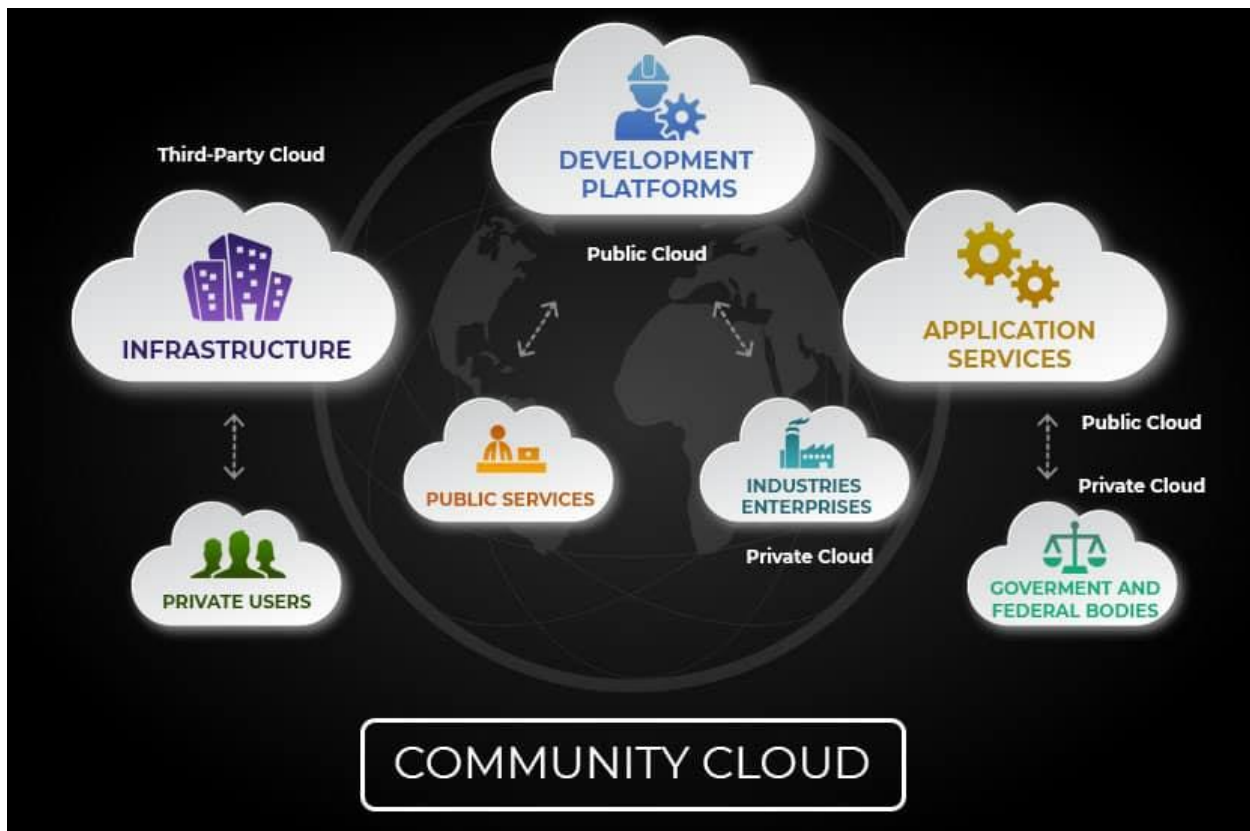 DEVELOPMENT
PLATFORMS
Third-Party Cloud
Public Cloud
INFRASTRUCTURE
APPLICATION
SERVICES
Public Cloud
Private Cloud
PUBLIC SERVICES
INDUSTRIES
ENTERPRISES
Private Cloud
PRIVATE USERS
GOVERMENT AND
FEDERAL BODIES
COMMUNITY CLOUD